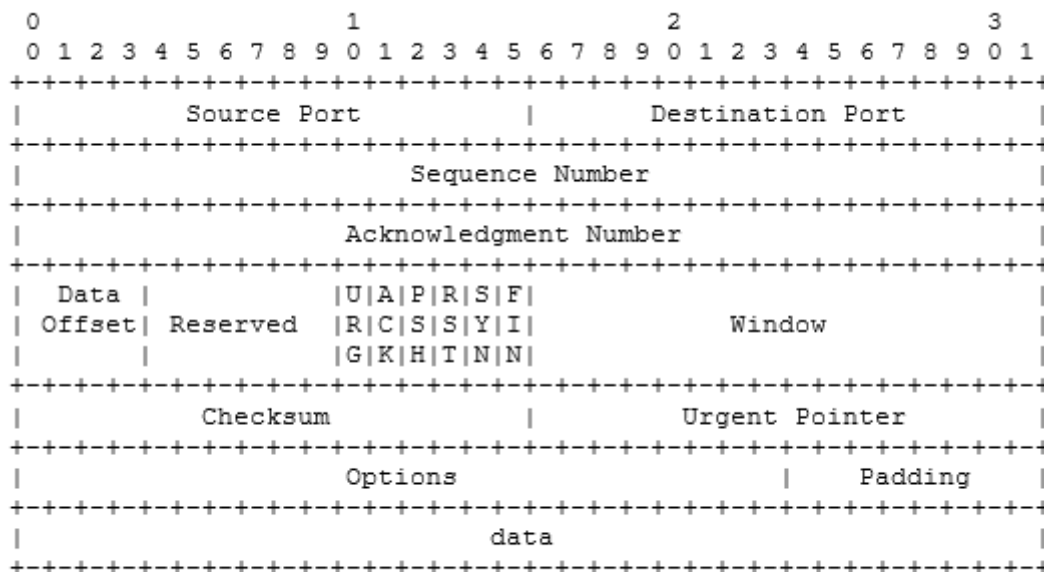 0                   1                   2                   3
0 1 2 3 4 5 6 7 8 9 0 1 2 3 4 5 6 7 8 9 0 1 2 3 4 5 6 7 8 9 0 1
+-+-+-+-+-+-+-+-+-+-+-+-+-+-+-+-+-+-+-+-+-+-+-+-+-+-+-+-+-+-+-+-+
|          Source Port          |       Destination Port        |
+-+-+-+-+-+-+-+-+-+-+-+-+-+-+-+-+-+-+-+-+-+-+-+-+-+-+-+-+-+-+-+-+
|                        Sequence Number                        |
+-+-+-+-+-+-+-+-+-+-+-+-+-+-+-+-+-+-+-+-+-+-+-+-+-+-+-+-+-+-+-+-+
|                    Acknowledgment Number                      |
+-+-+-+-+-+-+-+-+-+-+-+-+-+-+-+-+-+-+-+-+-+-+-+-+-+-+-+-+-+-+-+-+
|  Data |           |U|A|P|R|S|F|                               |
| Offset| Reserved  |R|C|S|S|Y|I|            Window             |
|       |           |G|K|H|T|N|N|                               |
+-+-+-+-+-+-+-+-+-+-+-+-+-+-+-+-+-+-+-+-+-+-+-+-+-+-+-+-+-+-+-+-+
|           Checksum            |         Urgent Pointer        |
+-+-+-+-+-+-+-+-+-+-+-+-+-+-+-+-+-+-+-+-+-+-+-+-+-+-+-+-+-+-+-+-+
|                    Options                    |    Padding    |
+-+-+-+-+-+-+-+-+-+-+-+-+-+-+-+-+-+-+-+-+-+-+-+-+-+-+-+-+-+-+-+-+
|                             data                              |
+-+-+-+-+-+-+-+-+-+-+-+-+-+-+-+-+-+-+-+-+-+-+-+-+-+-+-+-+-+-+-+-+